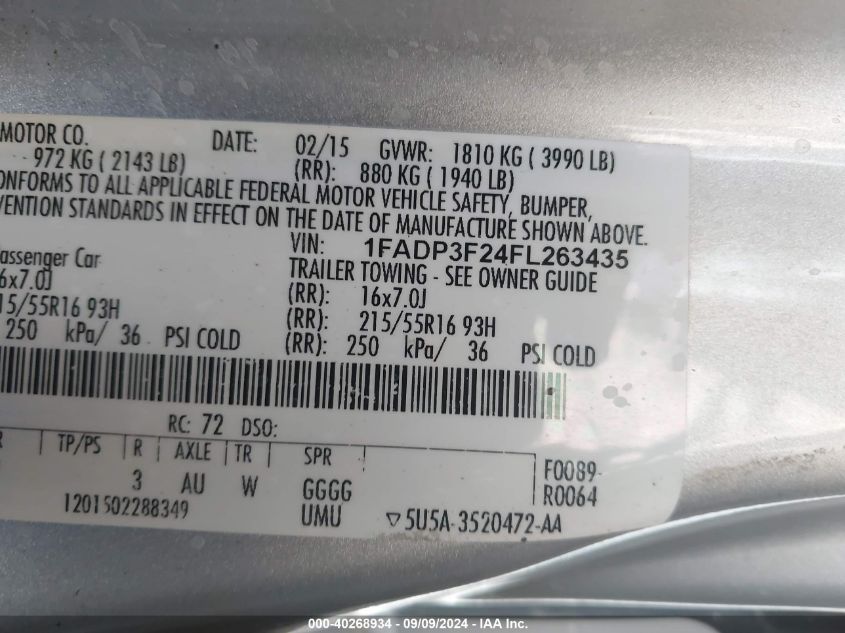 MOTOR CO. DATE: 02/15 GVWR: 1810 KG ( 3990 LB)
972 KG ( 2143 LB) (RR): 880 KG ( 1940 LB)
ONFORMS TO ALL APPLICABLE FEDERAL MOTOR VEHICLE SAFETY, BUMPER,
VENTION STANDARDS IN EFFECT ON THE DATE OF MANUFACTURE SHOWN ABOVE.
VIN: 1FADP3F24FL263435
assenger Car TRAILER TOWING - SEE OWNER GUIDE
6x7.0J (RR): 16x7.0J
15/55R16 93H (RR): 215/55R16 93H
250 kPa/ 36 PSI COLD (RR): 250 kPa/ 36 PSI COLD
RC: 72 DSO:
R TP/PS R AXLE TR SPR F0089-
3 AU W GGGG R0064
1201502288349 UMU ▽5U5A-3520472-AA
000-40268934 - 09/09/2024 - IAAI Inc.